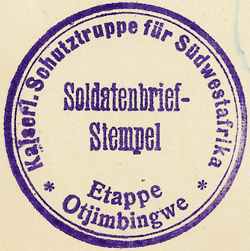 Kaiserl. Schutztruppe für Südwestafrika
Soldatenbrief-
Stempel
* Etappe *
Otjimbingwe